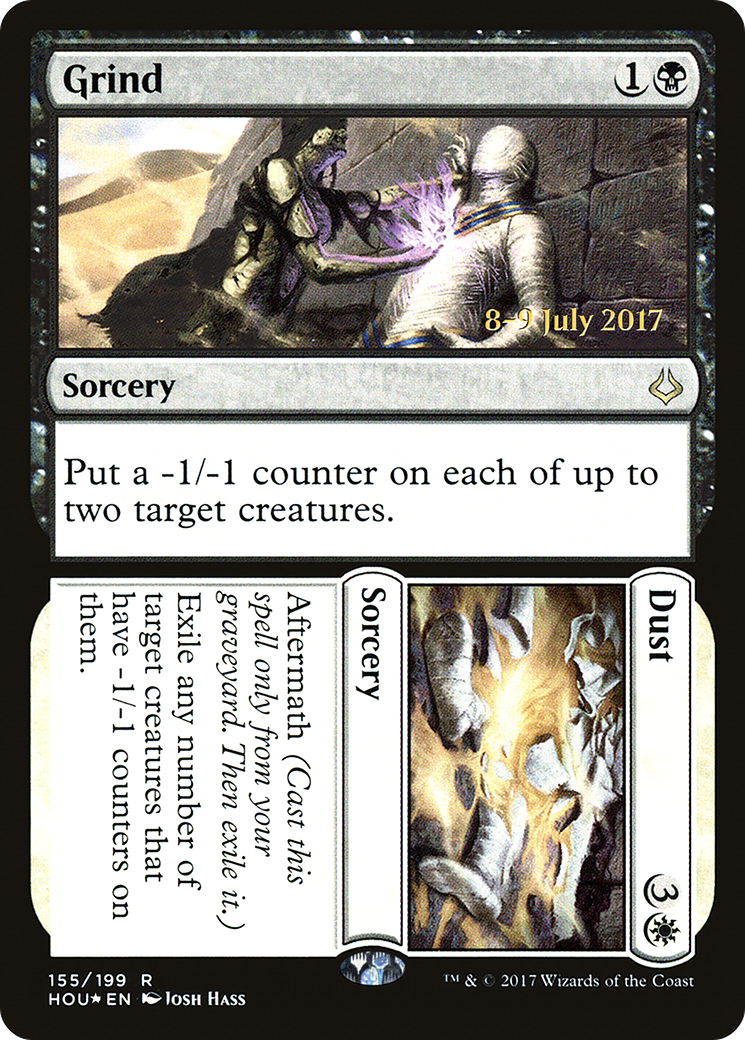 Grind
1
8–9 July 2017
Sorcery
Put a -1/-1 counter on each of up to
two target creatures.
Dust
3
Sorcery
Aftermath (Cast this
spell only from your
graveyard. Then exile it.)
Exile any number of
target creatures that
have -1/-1 counters on
them.
155/199 R
HOU★EN Josh Hass
™ & © 2017 Wizards of the Coast